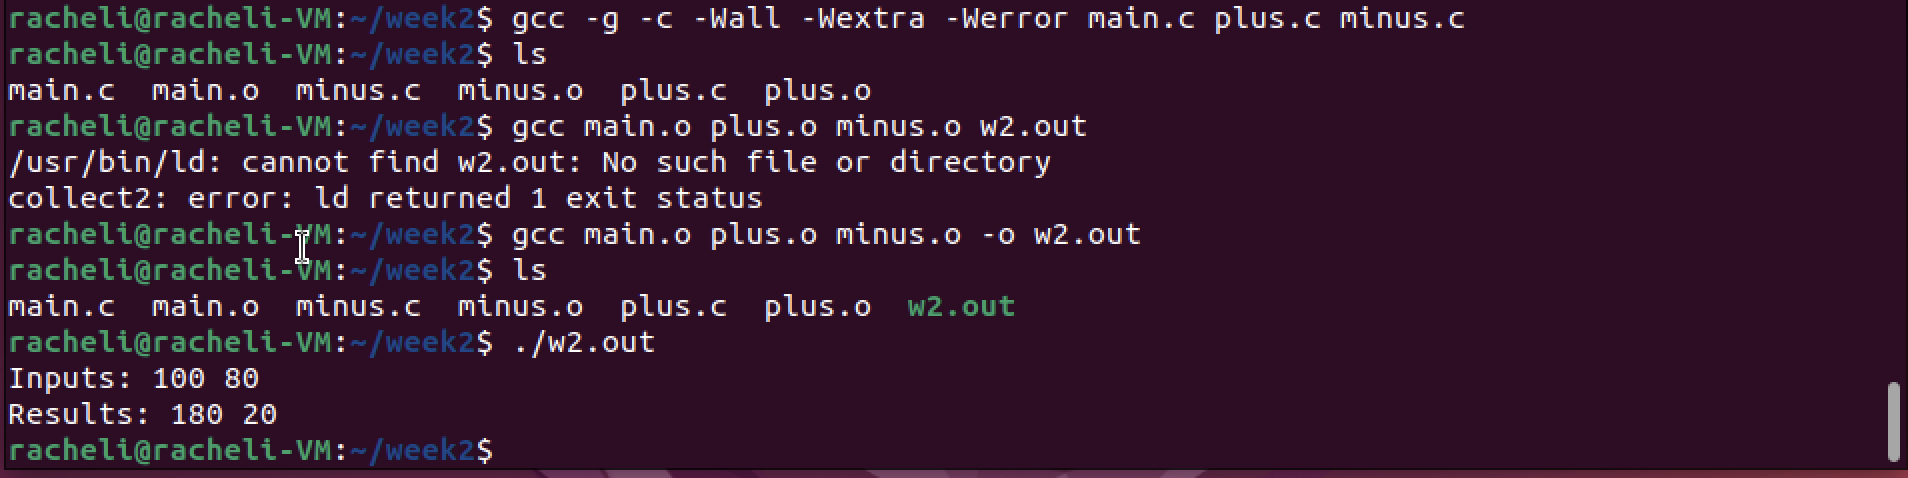 racheli@racheli-VM:~/week2$ gcc -g -c -Wall -Wextra -Werror main.c plus.c minus.c
racheli@racheli-VM:~/week2$ ls
main.c  main.o  minus.c  minus.o  plus.c  plus.o
racheli@racheli-VM:~/week2$ gcc main.o plus.o minus.o w2.out
/usr/bin/ld: cannot find w2.out: No such file or directory
collect2: error: ld returned 1 exit status
racheli@racheli-VM:~/week2$ gcc main.o plus.o minus.o -o w2.out
racheli@racheli-VM:~/week2$ ls
main.c  main.o  minus.c  minus.o  plus.c  plus.o  w2.out
racheli@racheli-VM:~/week2$ ./w2.out
Inputs: 100 80
Results: 180 20
racheli@racheli-VM:~/week2$